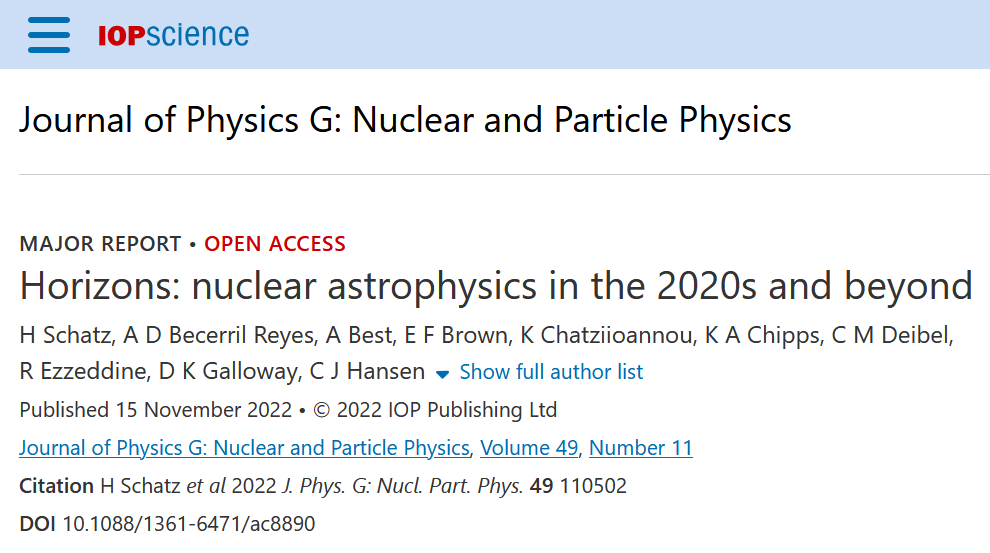 IOPscience
Journal of Physics G: Nuclear and Particle Physics
MAJOR REPORT • OPEN ACCESS
Horizons: nuclear astrophysics in the 2020s and beyond
H Schatz, A D Becerril Reyes, A Best, E F Brown, K Chatziioannou, K A Chipps, C M Deibel,
R Ezzeddine, D K Galloway, C J Hansen Show full author list
Published 15 November 2022 • © 2022 IOP Publishing Ltd
Journal of Physics G: Nuclear and Particle Physics, Volume 49, Number 11
Citation H Schatz et al 2022 J. Phys. G: Nucl. Part. Phys. 49 110502
DOI 10.1088/1361-6471/ac8890